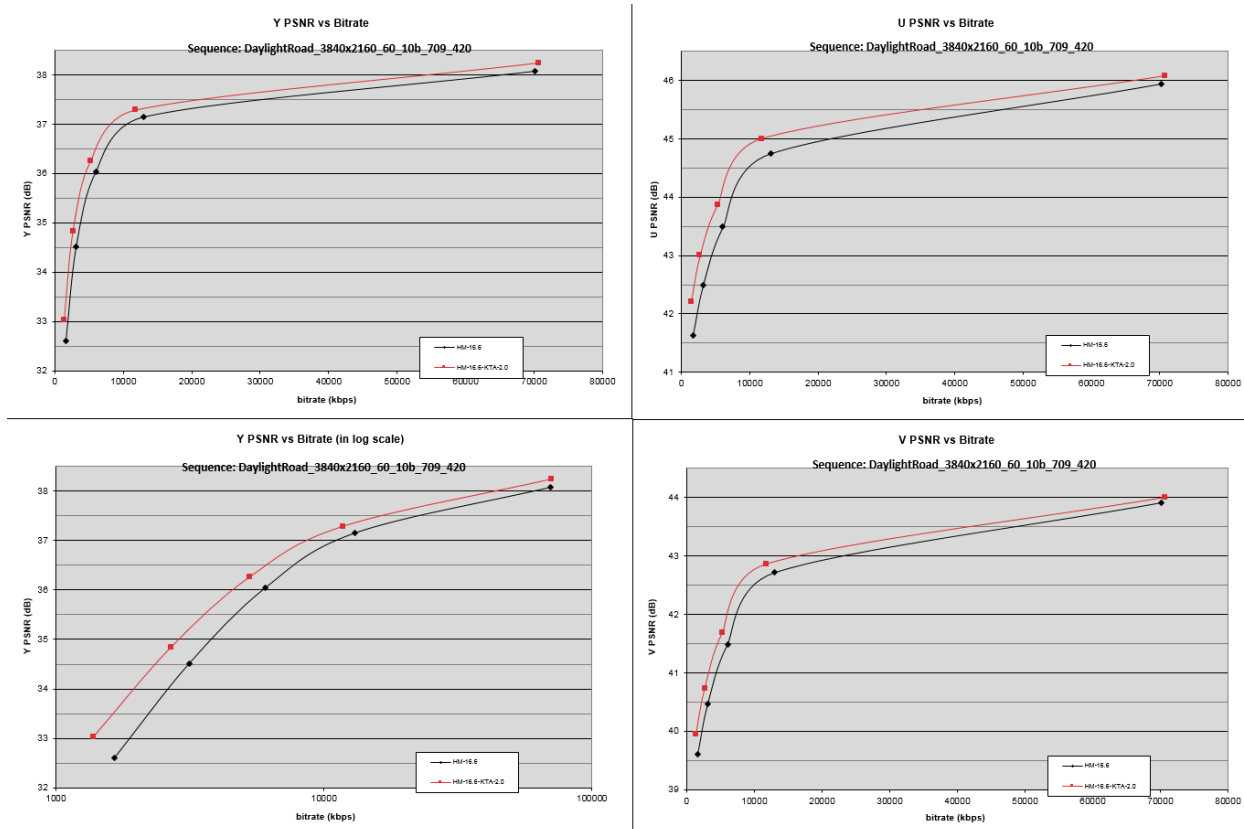 Y PSNR vs Bitrate
Sequence: DaylightRoad_3840x2160_60_10b_709_420
38
37
36
35
34
33
32
Y PSNR (dB)
0 10000 20000 30000 40000 50000 60000 70000 80000
bitrate (kbps)
HM-16.6
HM-16.6-KTA-2.0
U PSNR vs Bitrate
Sequence: DaylightRoad_3840x2160_60_10b_709_420
46
45
44
43
42
41
U PSNR (dB)
0 10000 20000 30000 40000 50000 60000 70000 80000
bitrate (kbps)
HM-16.6
HM-16.6-KTA-2.0
Y PSNR vs Bitrate (in log scale)
Sequence: DaylightRoad_3840x2160_60_10b_709_420
38
37
36
35
34
33
32
Y PSNR (dB)
1000 10000 100000
bitrate (kbps)
HM-16.6
HM-16.6-KTA-2.0
V PSNR vs Bitrate
Sequence: DaylightRoad_3840x2160_60_10b_709_420
44
43
42
41
40
39
V PSNR (dB)
0 10000 20000 30000 40000 50000 60000 70000 80000
bitrate (kbps)
HM-16.6
HM-16.6-KTA-2.0